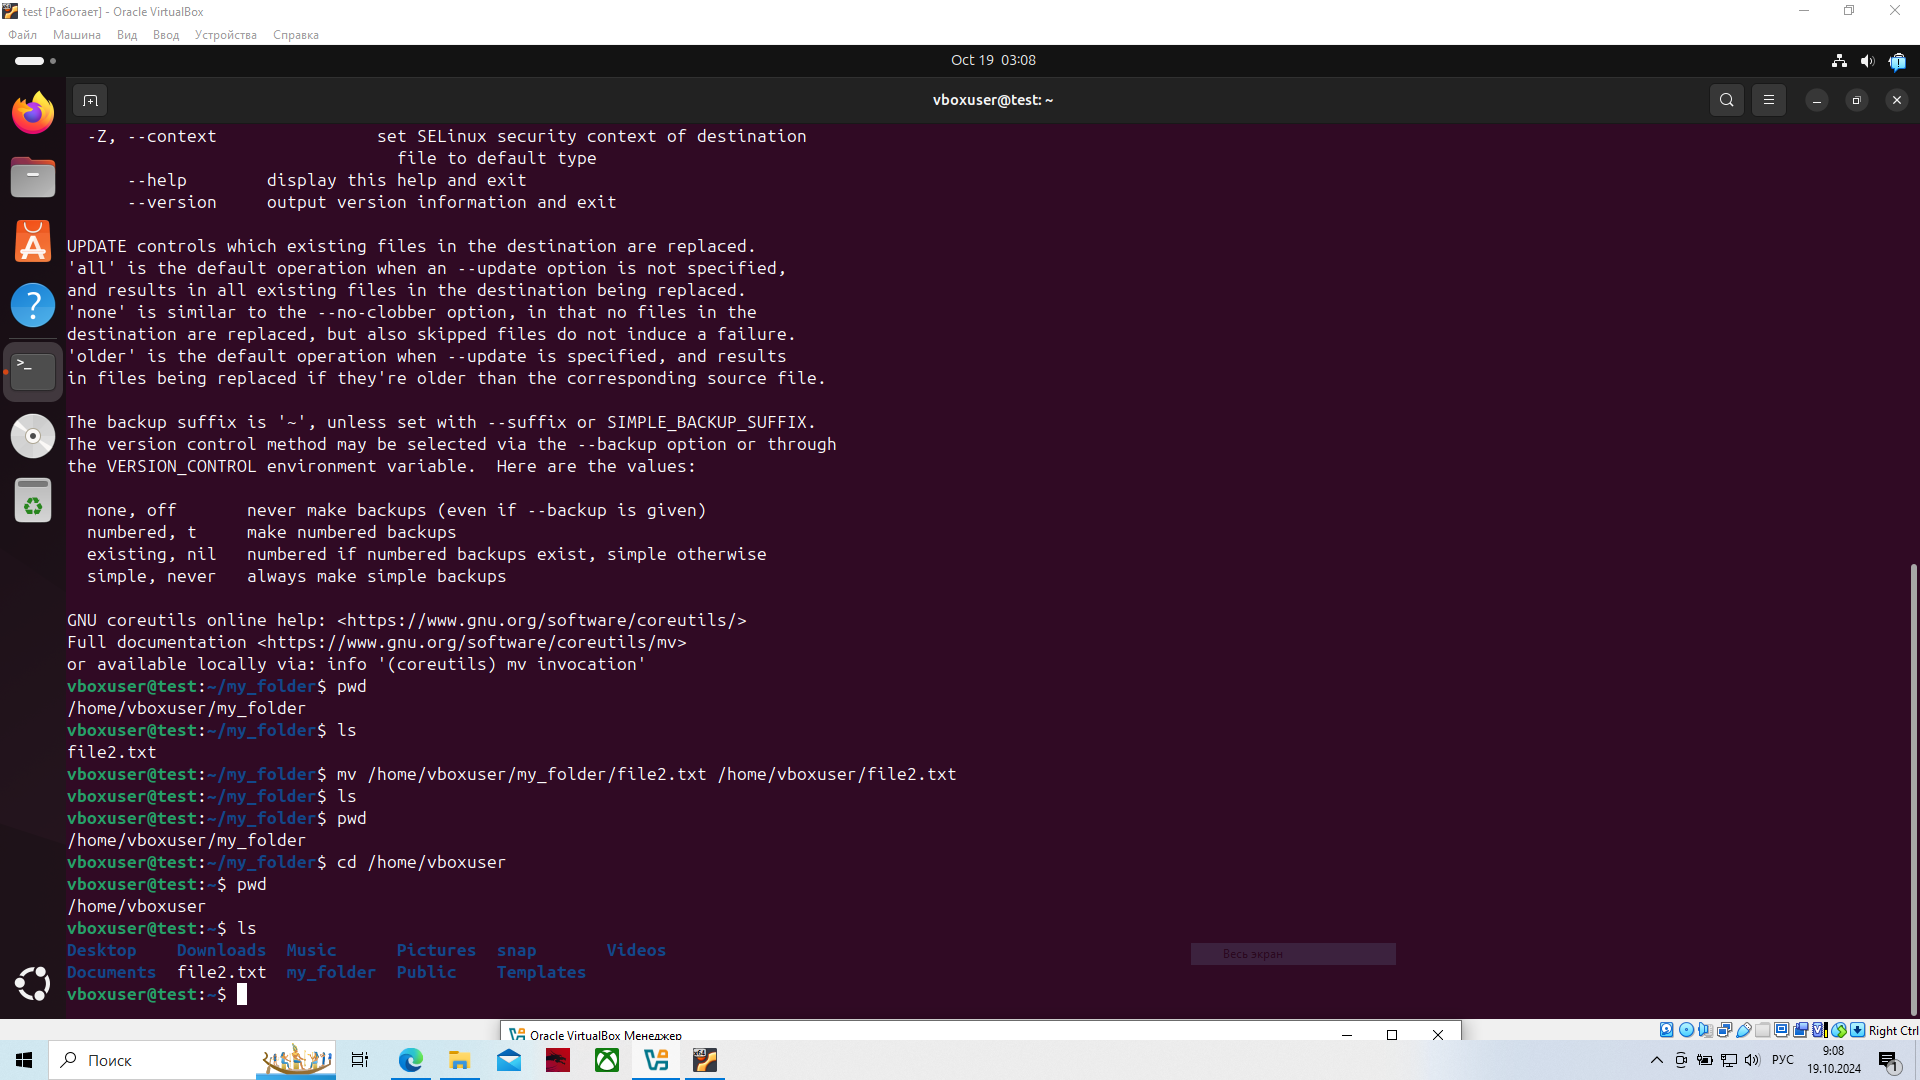 test [Работает] - Oracle VirtualBox
Файл Машина Вид Ввод Устройства Справка
Oct 19 03:08
vboxuser@test: ~
-Z, --context set SELinux security context of destination
file to default type
--help display this help and exit
--version output version information and exit
UPDATE controls which existing files in the destination are replaced.
'all' is the default operation when an --update option is not specified,
and results in all existing files in the destination being replaced.
'none' is similar to the --no-clobber option, in that no files in the
destination are replaced, but also skipped files do not induce a failure.
'older' is the default operation when --update is specified, and results
in files being replaced if they're older than the corresponding source file.
The backup suffix is '~', unless set with --suffix or SIMPLE_BACKUP_SUFFIX.
The version control method may be selected via the --backup option or through
the VERSION_CONTROL environment variable.  Here are the values:
none, off never make backups (even if --backup is given)
numbered, t make numbered backups
existing, nil numbered if numbered backups exist, simple otherwise
simple, never always make simple backups
GNU coreutils online help: <https://www.gnu.org/software/coreutils/>
Full documentation <https://www.gnu.org/software/coreutils/mv>
or available locally via: info '(coreutils) mv invocation'
vboxuser@test:~/my_folder$ pwd
/home/vboxuser/my_folder
vboxuser@test:~/my_folder$ ls
file2.txt
vboxuser@test:~/my_folder$ mv /home/vboxuser/my_folder/file2.txt /home/vboxuser/file2.txt
vboxuser@test:~/my_folder$ ls
vboxuser@test:~/my_folder$ pwd
/home/vboxuser/my_folder
vboxuser@test:~/my_folder$ cd /home/vboxuser
vboxuser@test:~$ pwd
/home/vboxuser
vboxuser@test:~$ ls
Desktop Downloads Music Pictures snap Videos
Documents file2.txt my_folder Public Templates
vboxuser@test:~$
Весь экран
Oracle VirtualBox Менеджер
Right Ctrl
Поиск
РУС
9:08
19.10.2024
1